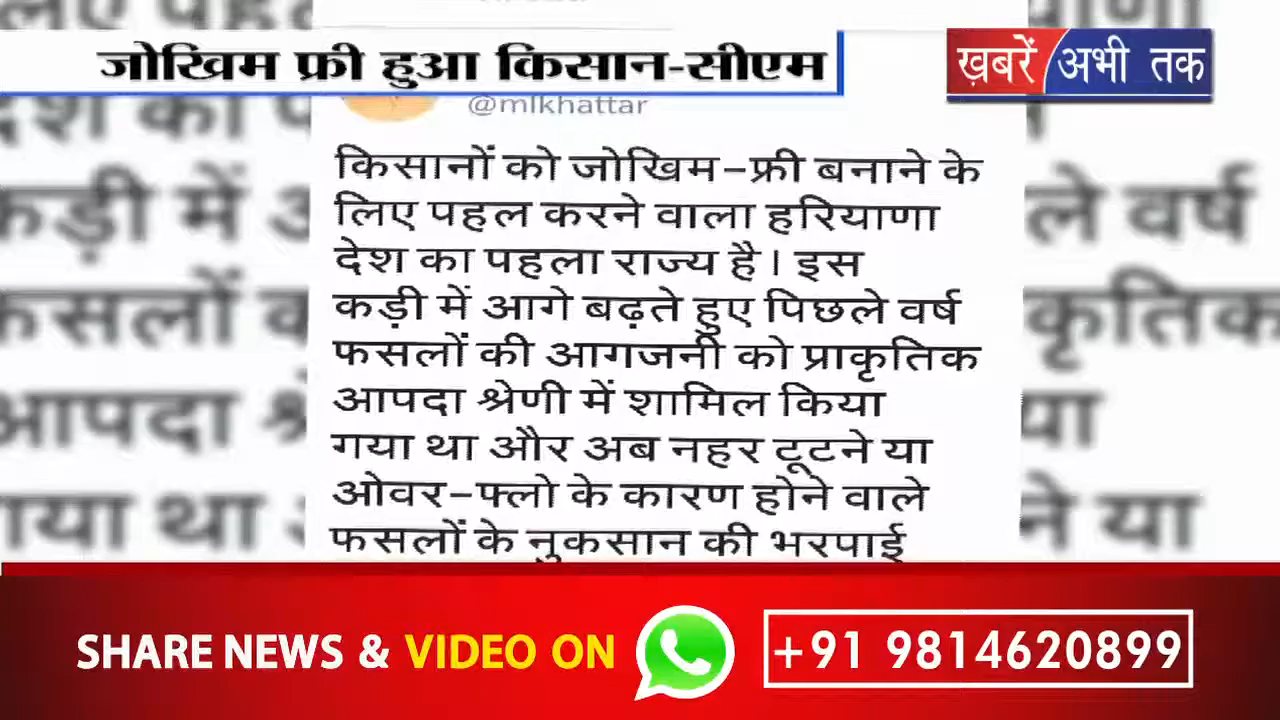 जोखिम फ्री हुआ किसान-सीएम
ख़बरें अभी तक
@mlkhattar
किसानों को जोखिम-फ्री बनाने के
लिए पहल करने वाला हरियाणा
देश का पहला राज्य है। इस
कड़ी में आगे बढ़ते हुए पिछले वर्ष
फसलों की आगजनी को प्राकृतिक
आपदा श्रेणी में शामिल किया
गया था और अब नहर टूटने या
ओवर-फ्लो के कारण होने वाले
फसलों के नुकसान की भरपाई
SHARE NEWS & VIDEO ON
+91 9814620899